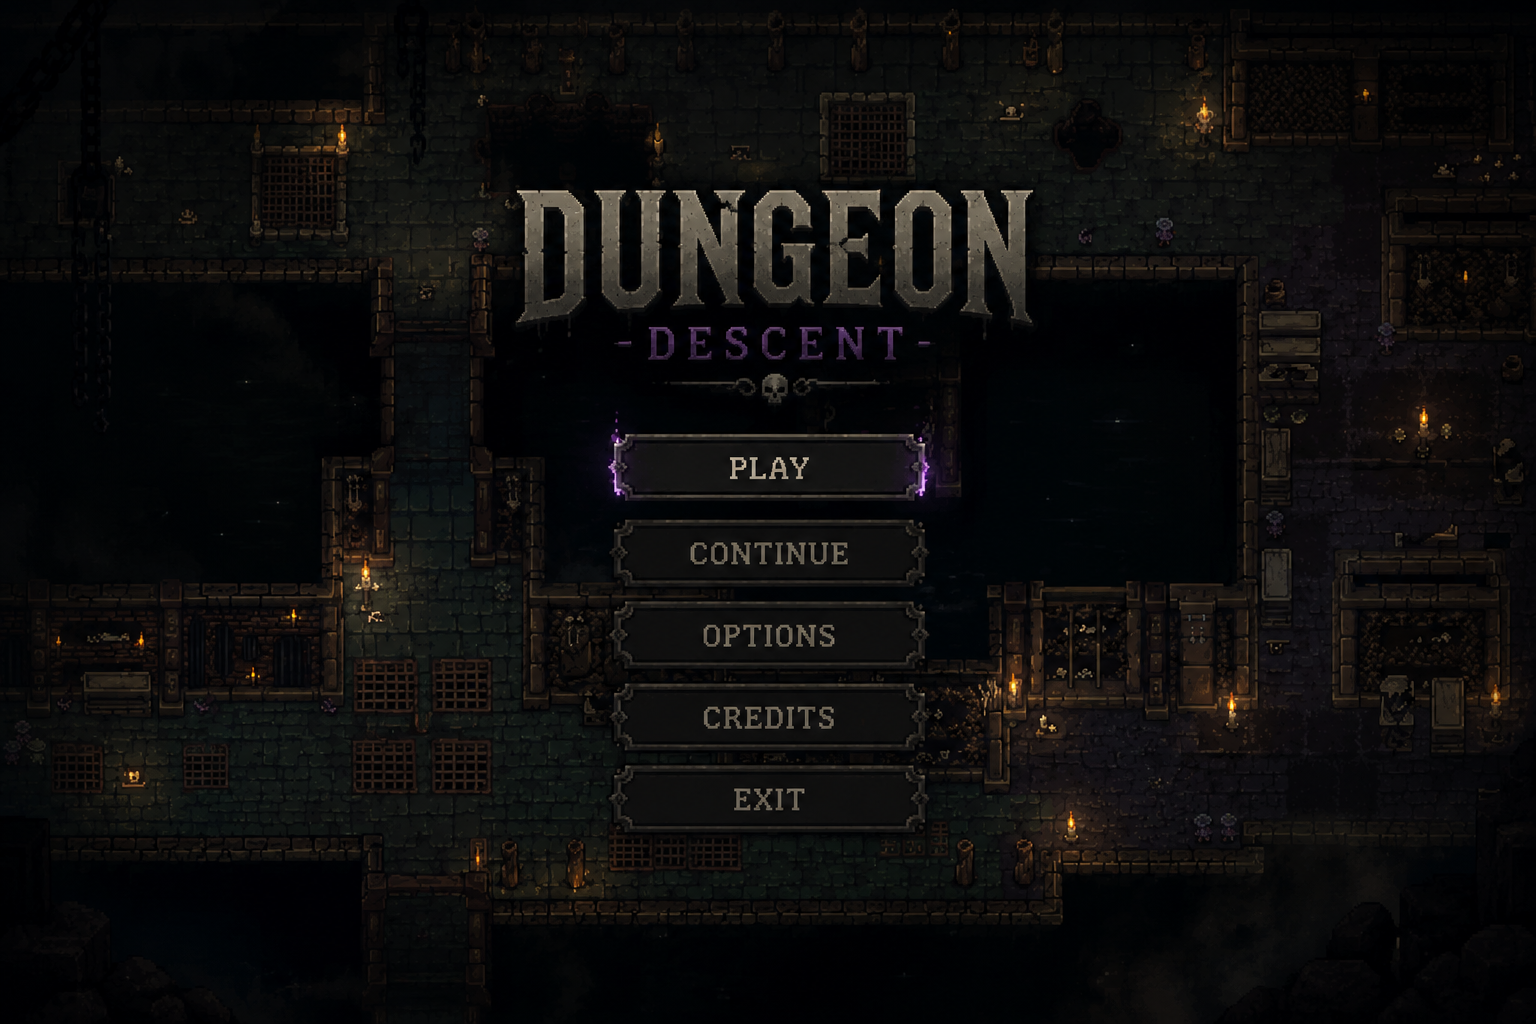 DUNGEON
-DESCENT-
PLAY
CONTINUE
OPTIONS
CREDITS
EXIT